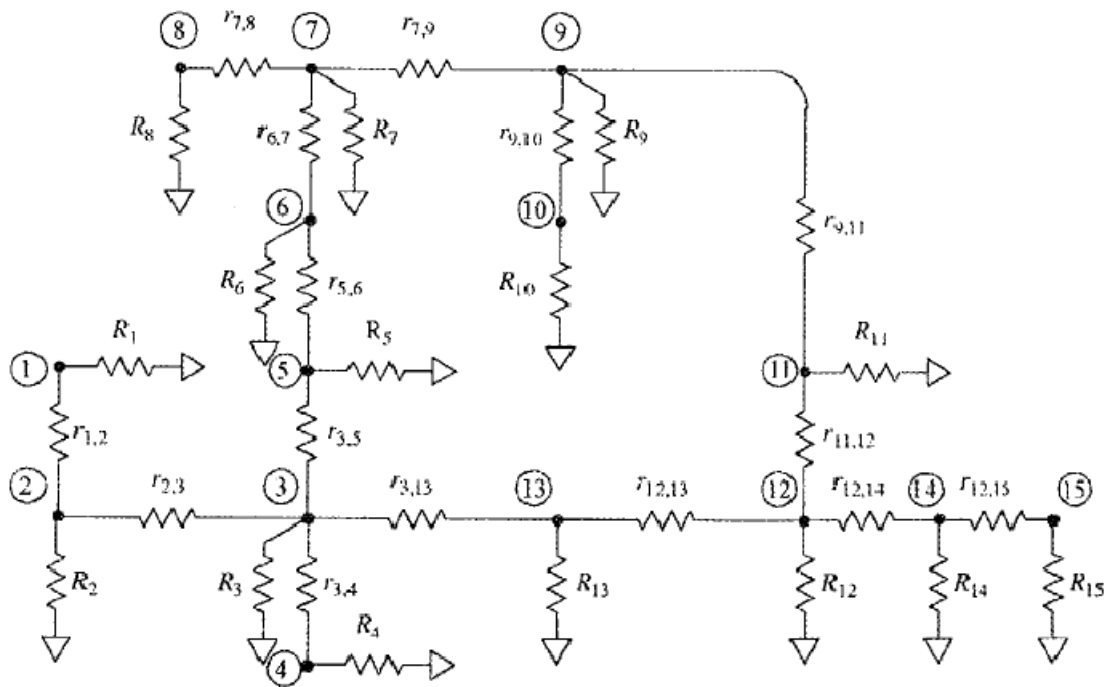 r7,8 r7,9
8 7 9
R8 r6,7 R7 r9,10 R9
6 10 r9,11
R6 r5,6 R10
R1 R5 R11
1 5 11
r1,2 r3,5 r11,12
2 r2,3 3 r3,13 13 r12,13 12 r12,14 14 r12,15 15
R2 R3 r3,4 R13 R12 R14 R15
R4
4